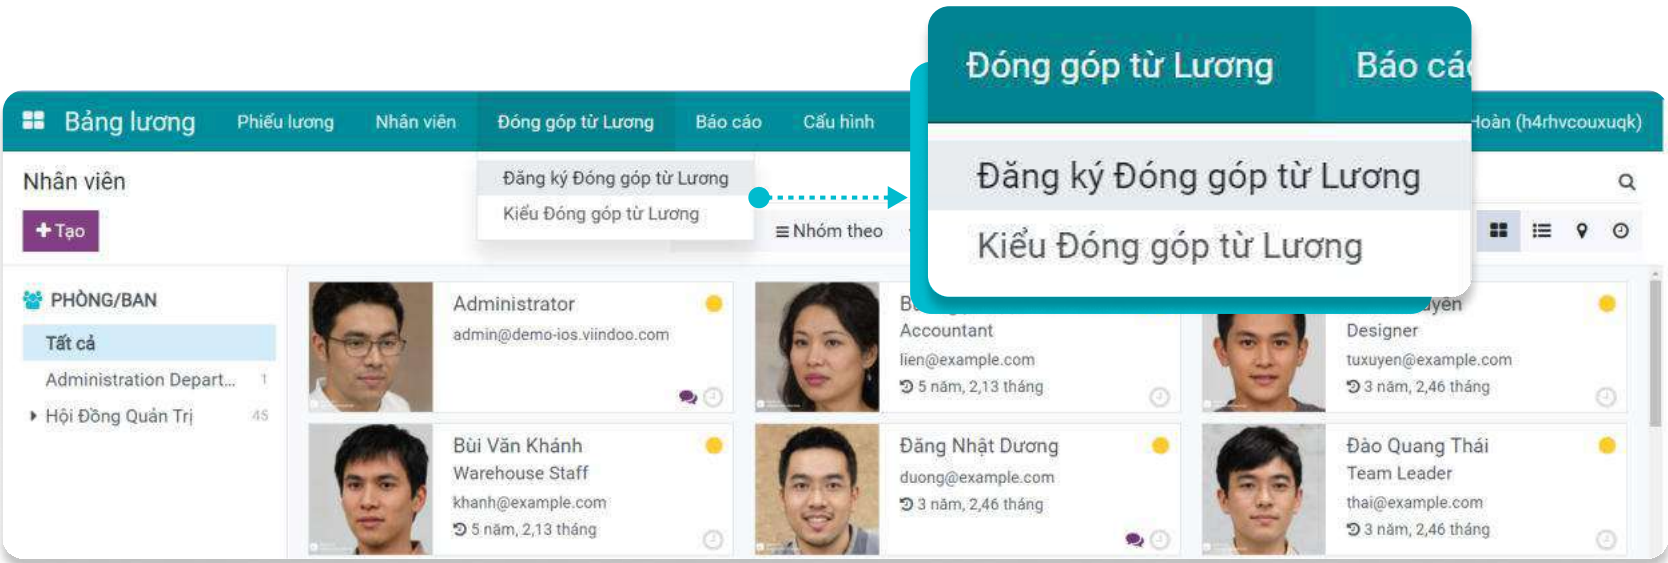 Đóng góp từ Lương Báo cáo
Bảng lương Phiếu lương Nhân viên Đóng góp từ Lương Báo cáo Cấu hình Hoàn (h4rhvcouxuqk)
Đăng ký Đóng góp từ Lương
Kiểu Đóng góp từ Lương
Nhân viên
Đăng ký Đóng góp từ Lương
Kiểu Đóng góp từ Lương
+ Tạo
Nhóm theo
PHÒNG/BAN
Tất cả
Administration Depart... 1
Hội Đồng Quản Trị 45
Administrator
admin@demo-ios.viindoo.com
Accountant
lien@example.com
5 năm, 2,13 tháng
Designer
tuxuyen@example.com
3 năm, 2,46 tháng
Bùi Văn Khánh
Warehouse Staff
khanh@example.com
5 năm, 2,13 tháng
Đăng Nhật Dương
duong@example.com
3 năm, 2,46 tháng
Đào Quang Thái
Team Leader
thai@example.com
3 năm, 2,46 tháng